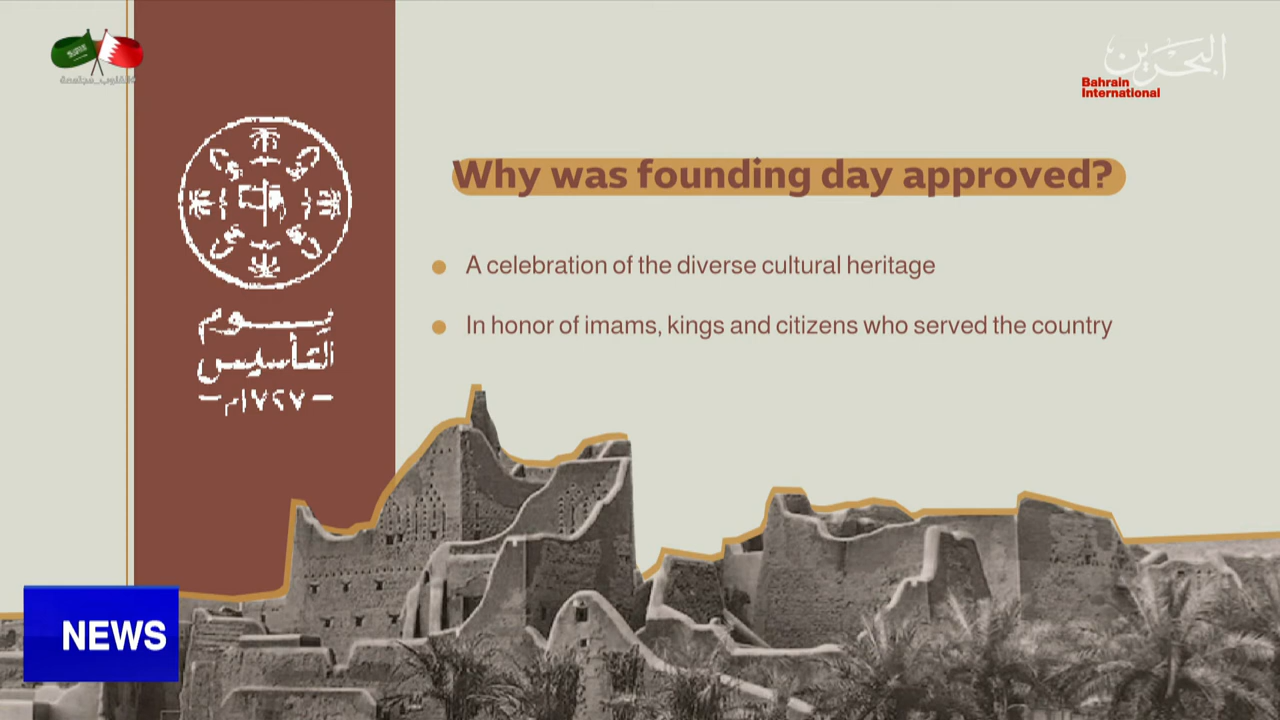 #القلوب_مجتمعة
البحرين
Bahrain
International
Why was founding day approved?
A celebration of the diverse cultural heritage
In honor of imams, kings and citizens who served the country
يوم
التأسيس
١٧٢٧م
NEWS